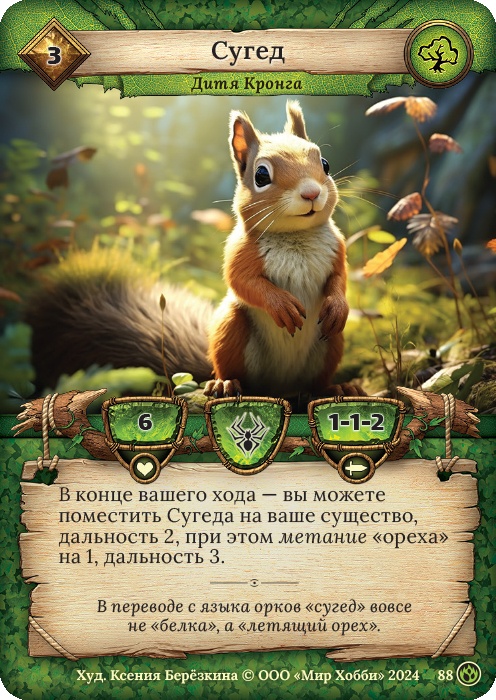 3
Сугед
Дитя Кронга
6
1-1-2
В конце вашего хода — вы можете
поместить Сугеда на ваше существо,
дальность 2, при этом метание «ореха»
на 1, дальность 3.
В переводе с языка орков «сугед» вовсе
не «белка», а «летящий орех».
Худ. Ксения Берёзкина © ООО «Мир Хобби» 2024 88